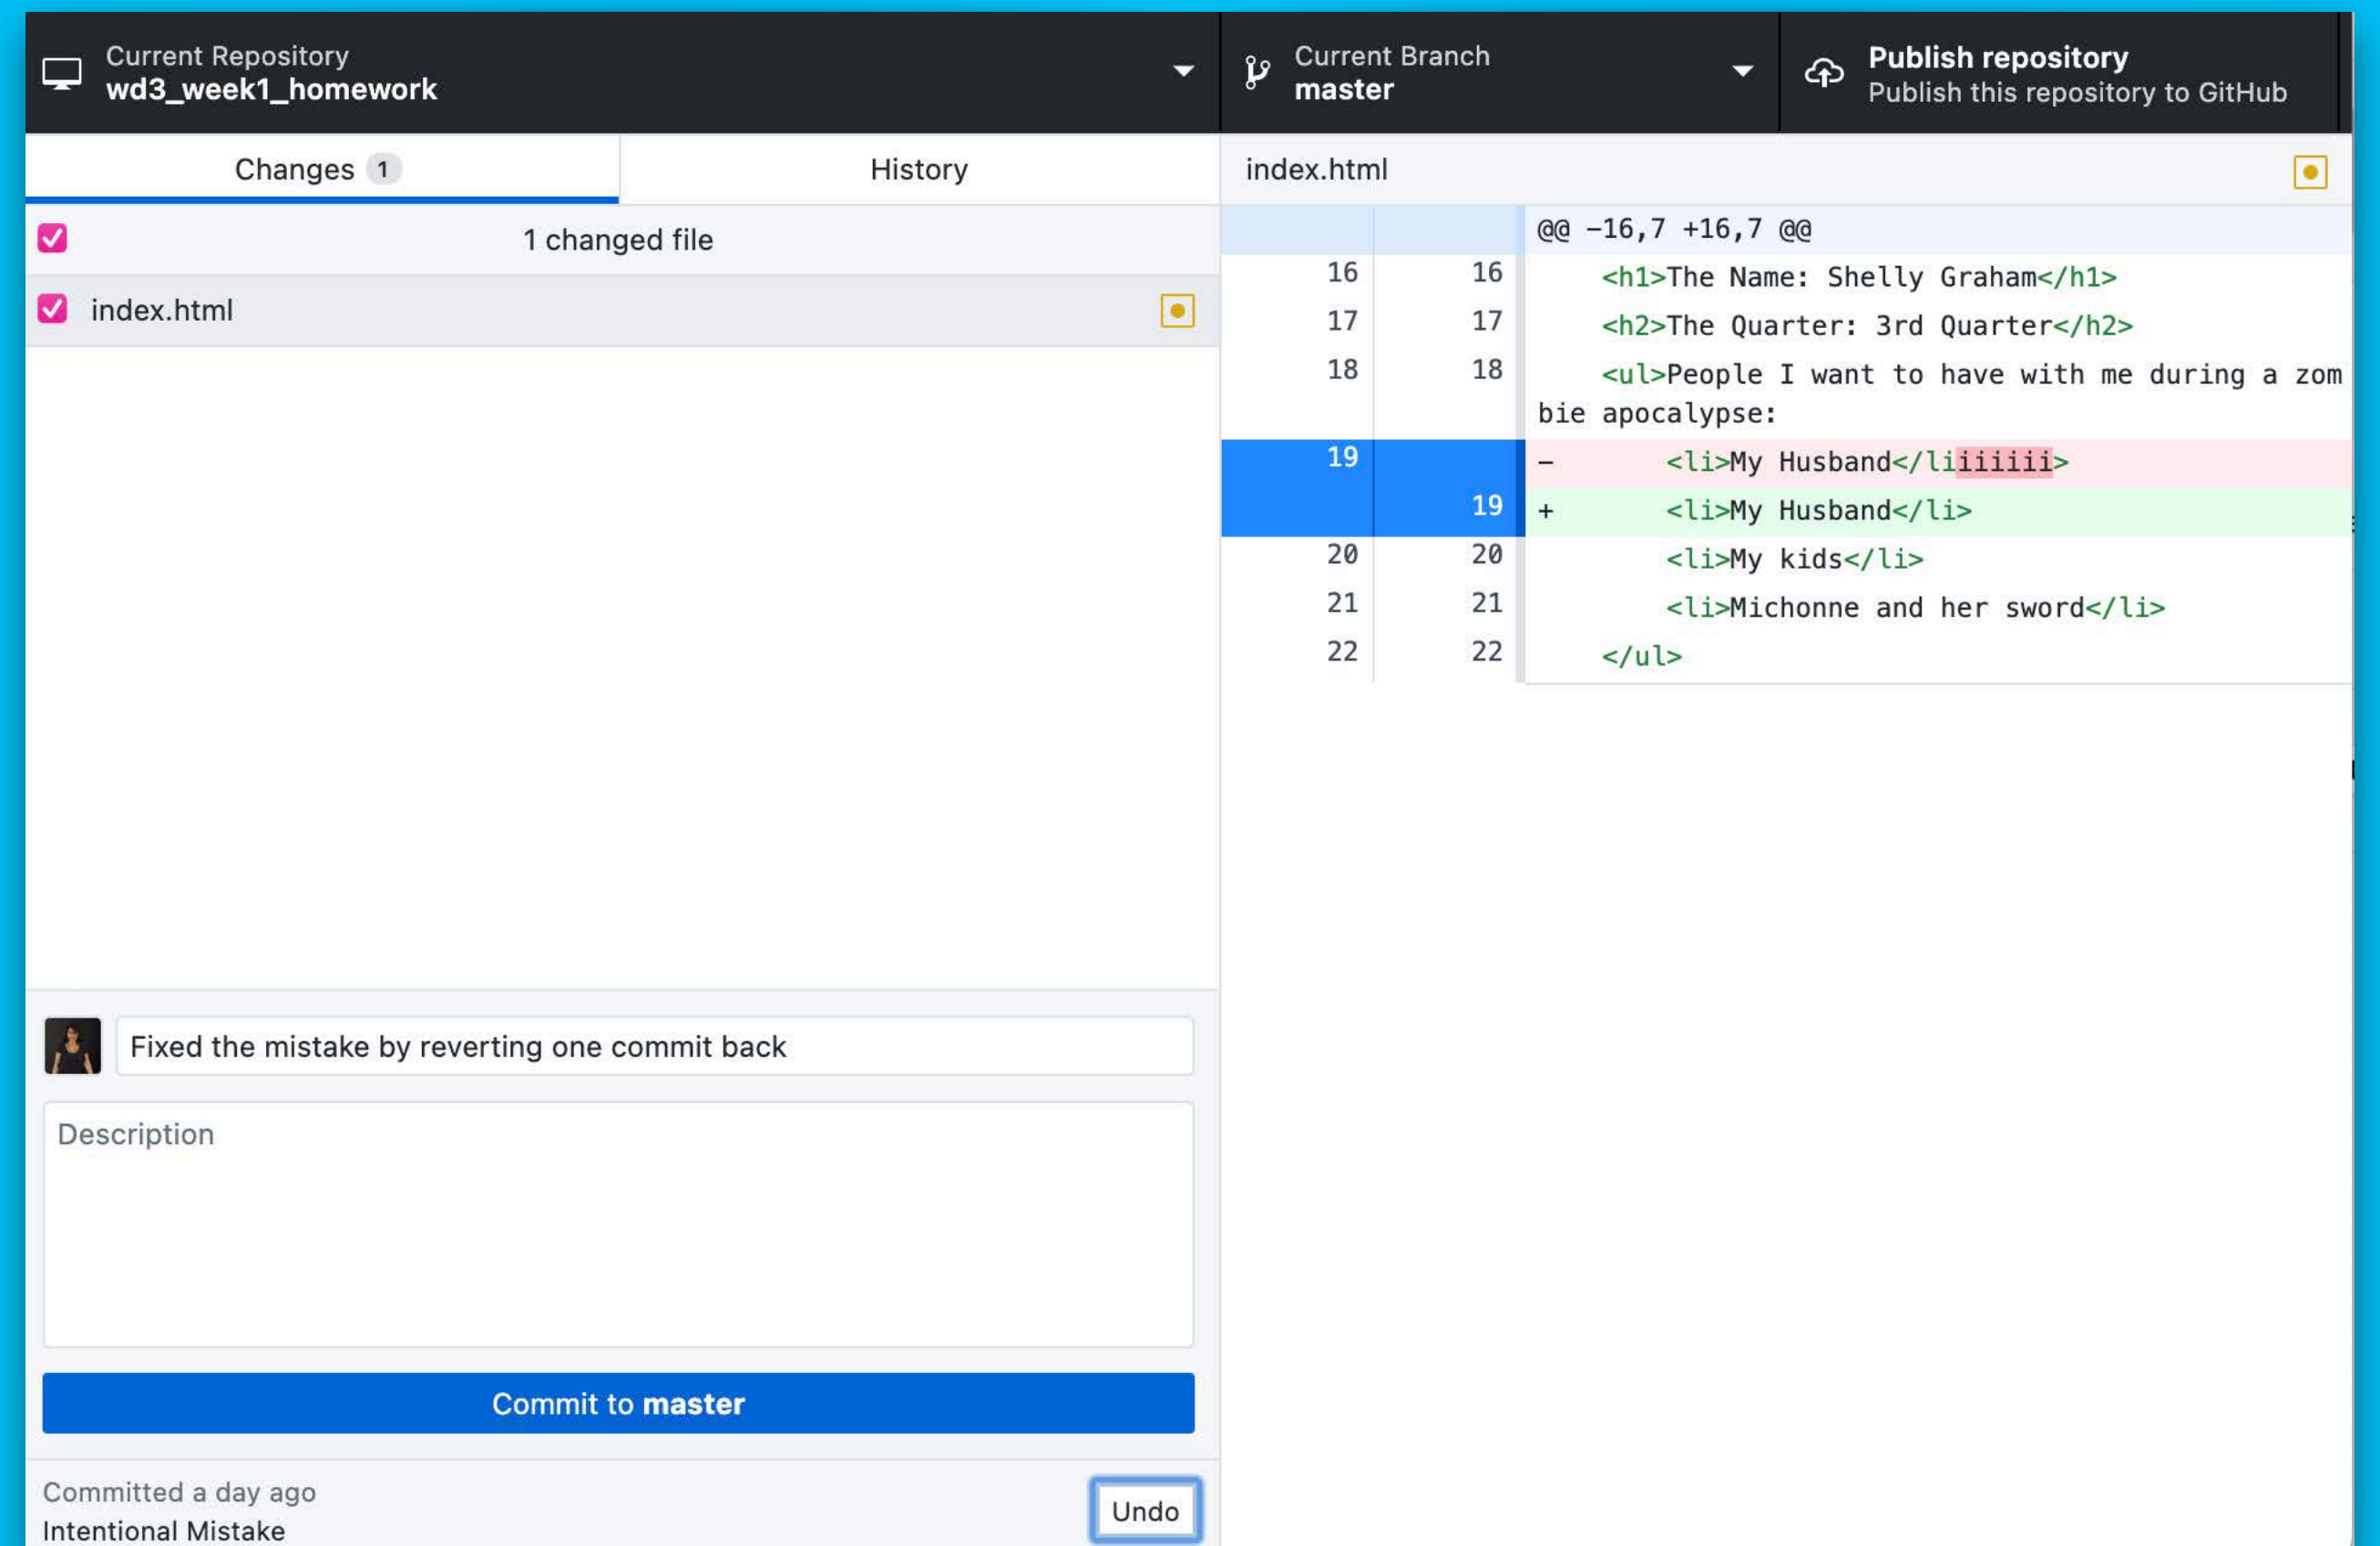 Current Repository
wd3_week1_homework
Current Branch
master
Publish repository
Publish this repository to GitHub
Changes 1
History
1 changed file
index.html
Fixed the mistake by reverting one commit back
Description
Commit to master
Committed a day ago
Intentional Mistake
Undo
index.html
@@ -16,7 +16,7 @@
16 16 <h1>The Name: Shelly Graham</h1>
17 17 <h2>The Quarter: 3rd Quarter</h2>
18 18 <ul>People I want to have with me during a zom
bie apocalypse:
19 - <li>My Husband</liiiiiiii>
19 + <li>My Husband</li>
20 20 <li>My kids</li>
21 21 <li>Michonne and her sword</li>
22 22 </ul>